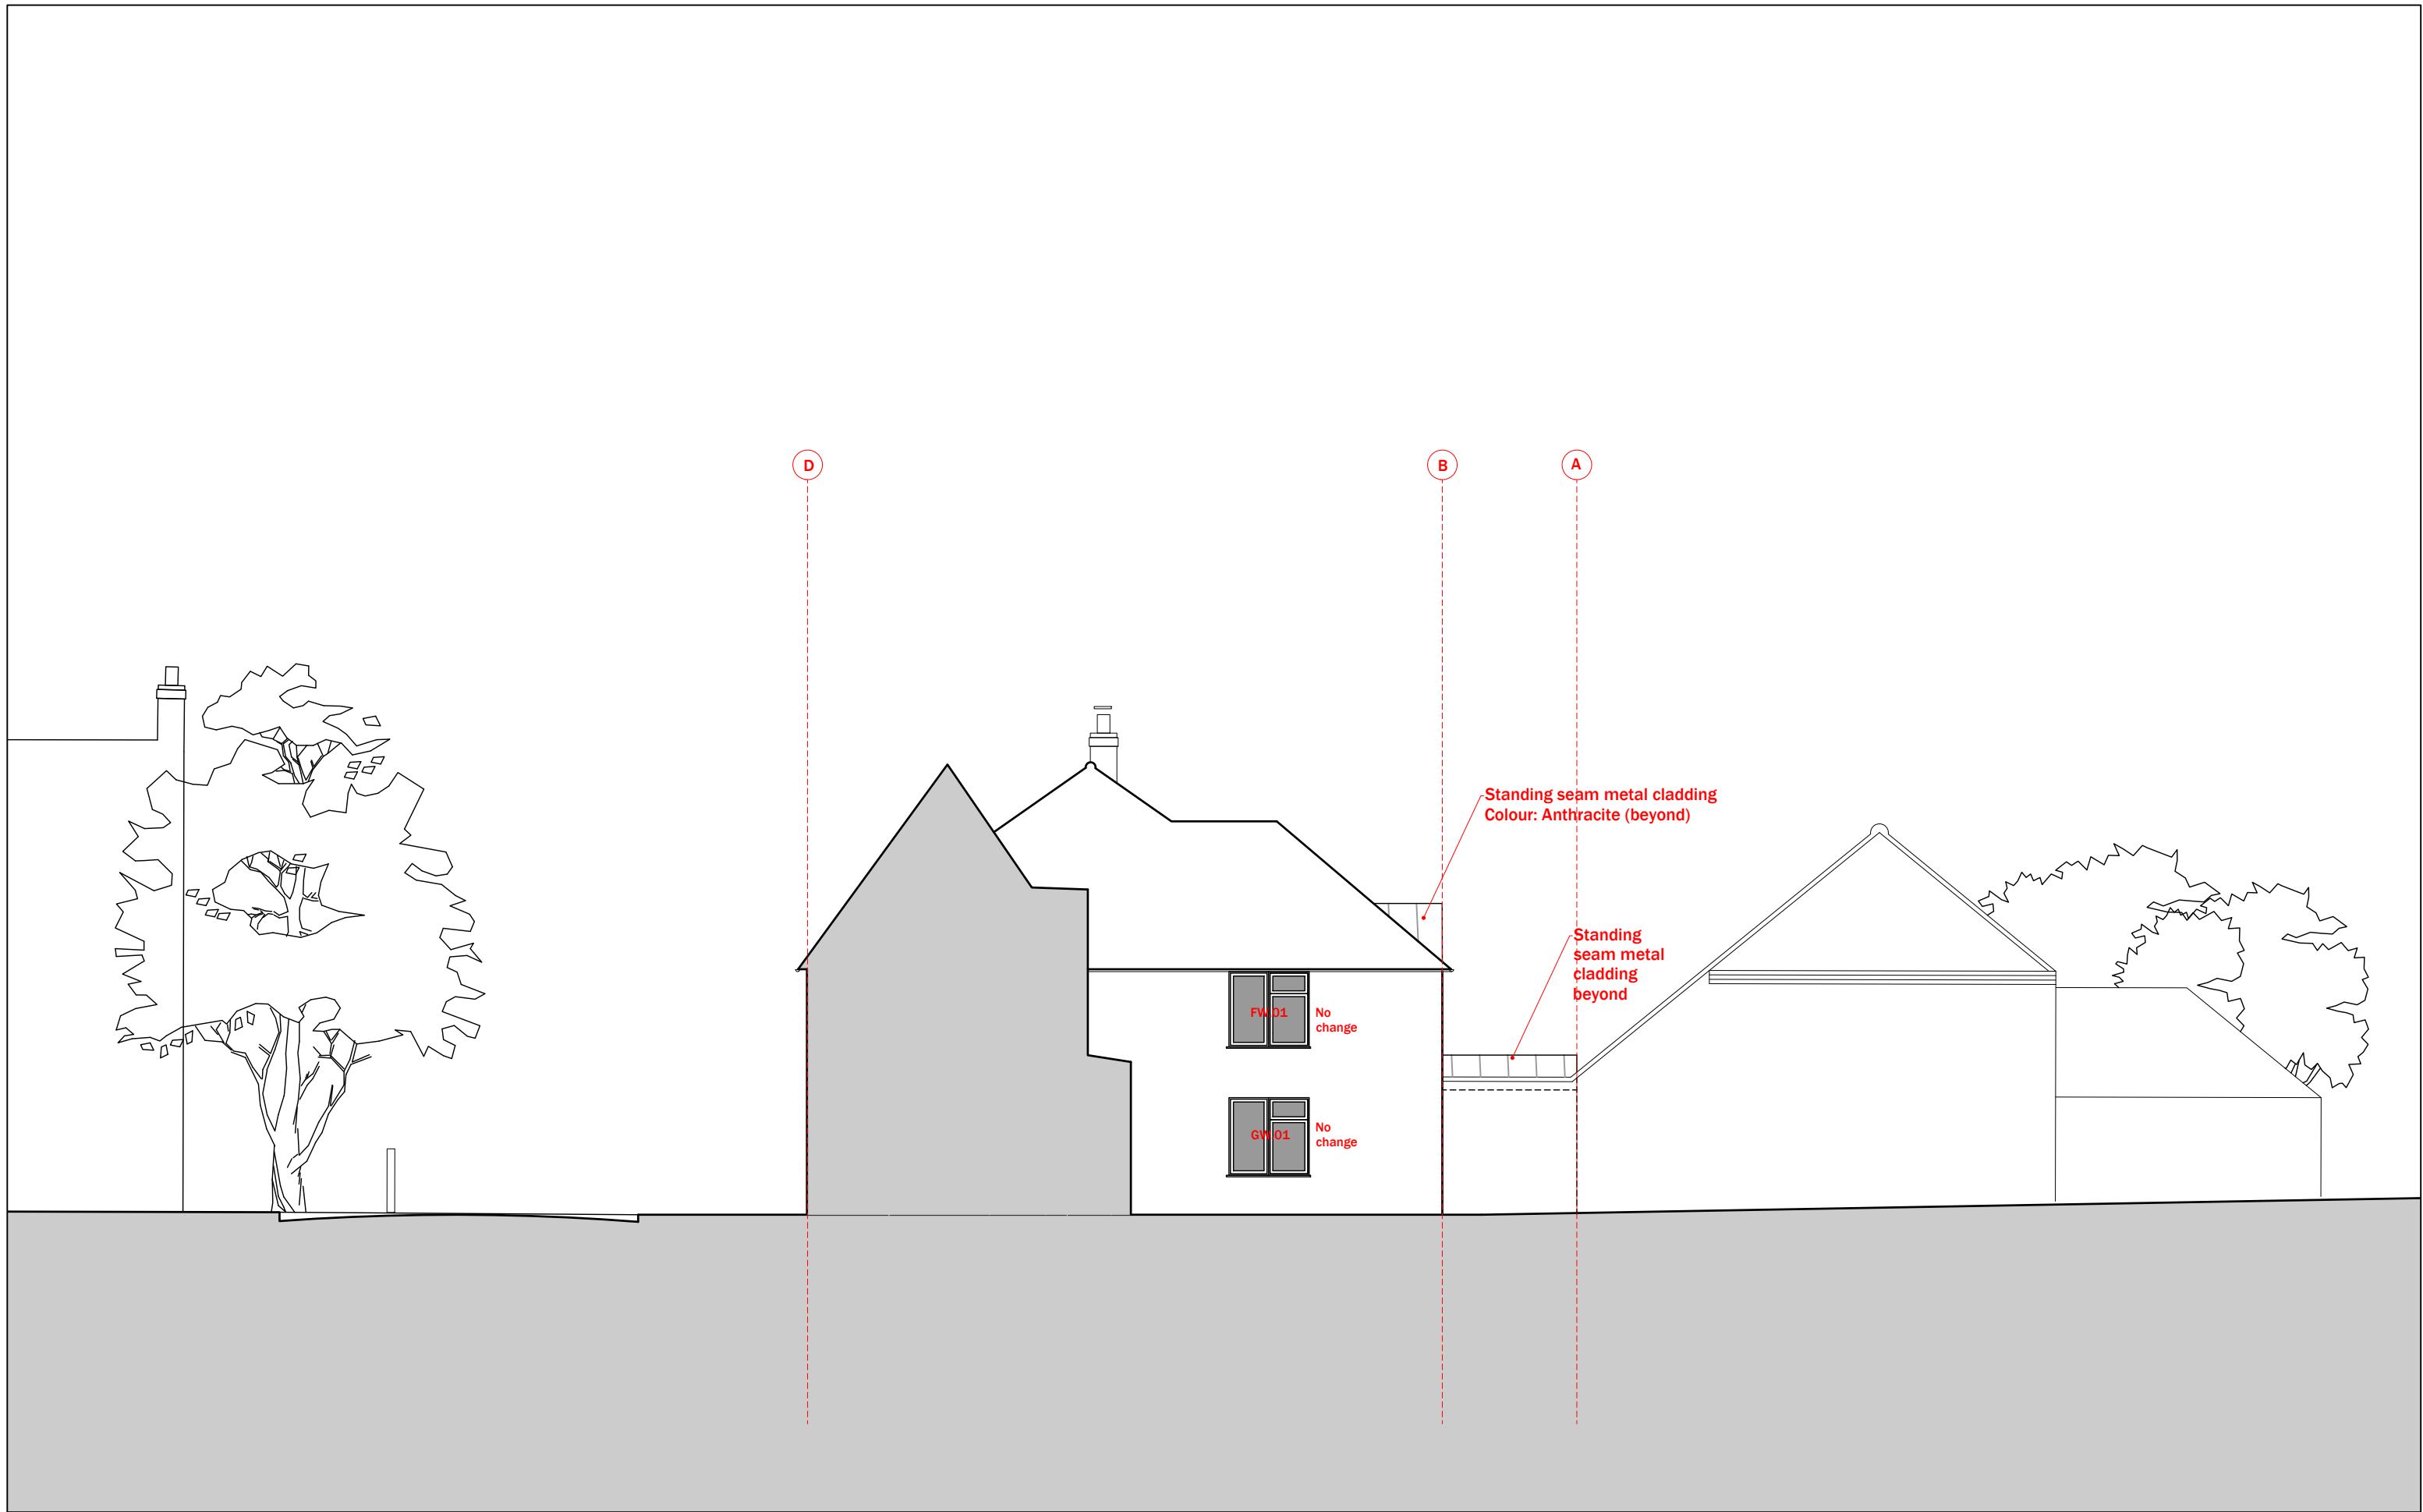 D
B
A
Standing seam metal cladding
Colour: Anthracite (beyond)
Standing
seam metal
cladding
beyond
FW.01
No
change
GW.01
No
change